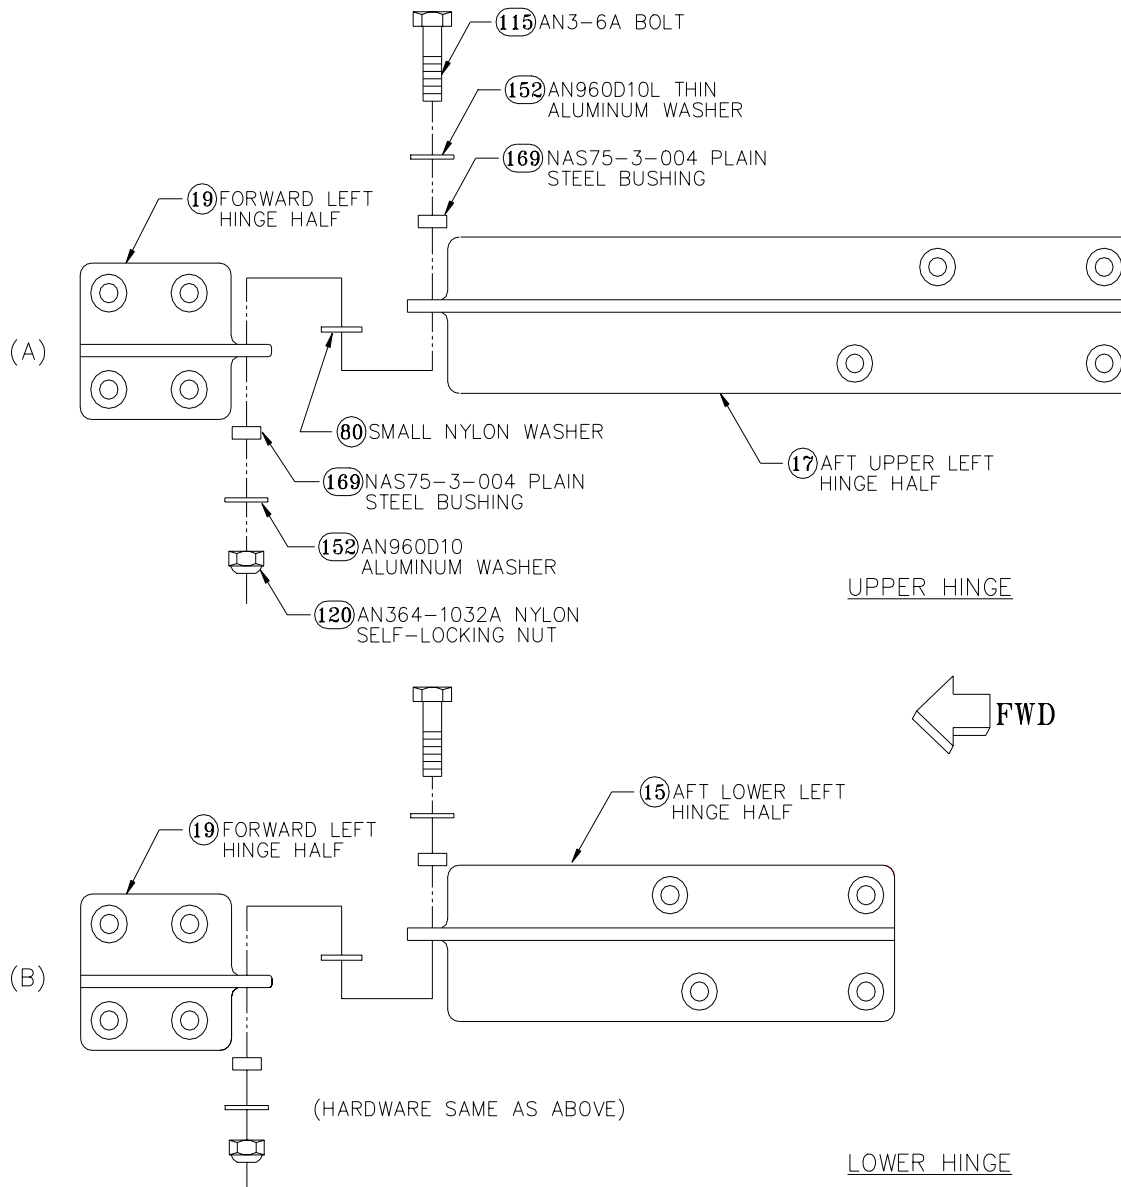 115 AN3-6A BOLT
152 AN960D10L THIN
ALUMINUM WASHER
169 NAS75-3-004 PLAIN
STEEL BUSHING
19 FORWARD LEFT
HINGE HALF
(A)
80 SMALL NYLON WASHER
17 AFT UPPER LEFT
HINGE HALF
169 NAS75-3-004 PLAIN
STEEL BUSHING
152 AN960D10
ALUMINUM WASHER
120 AN364-1032A NYLON
SELF-LOCKING NUT
UPPER HINGE
FWD
15 AFT LOWER LEFT
HINGE HALF
19 FORWARD LEFT
HINGE HALF
(B)
(HARDWARE SAME AS ABOVE)
LOWER HINGE